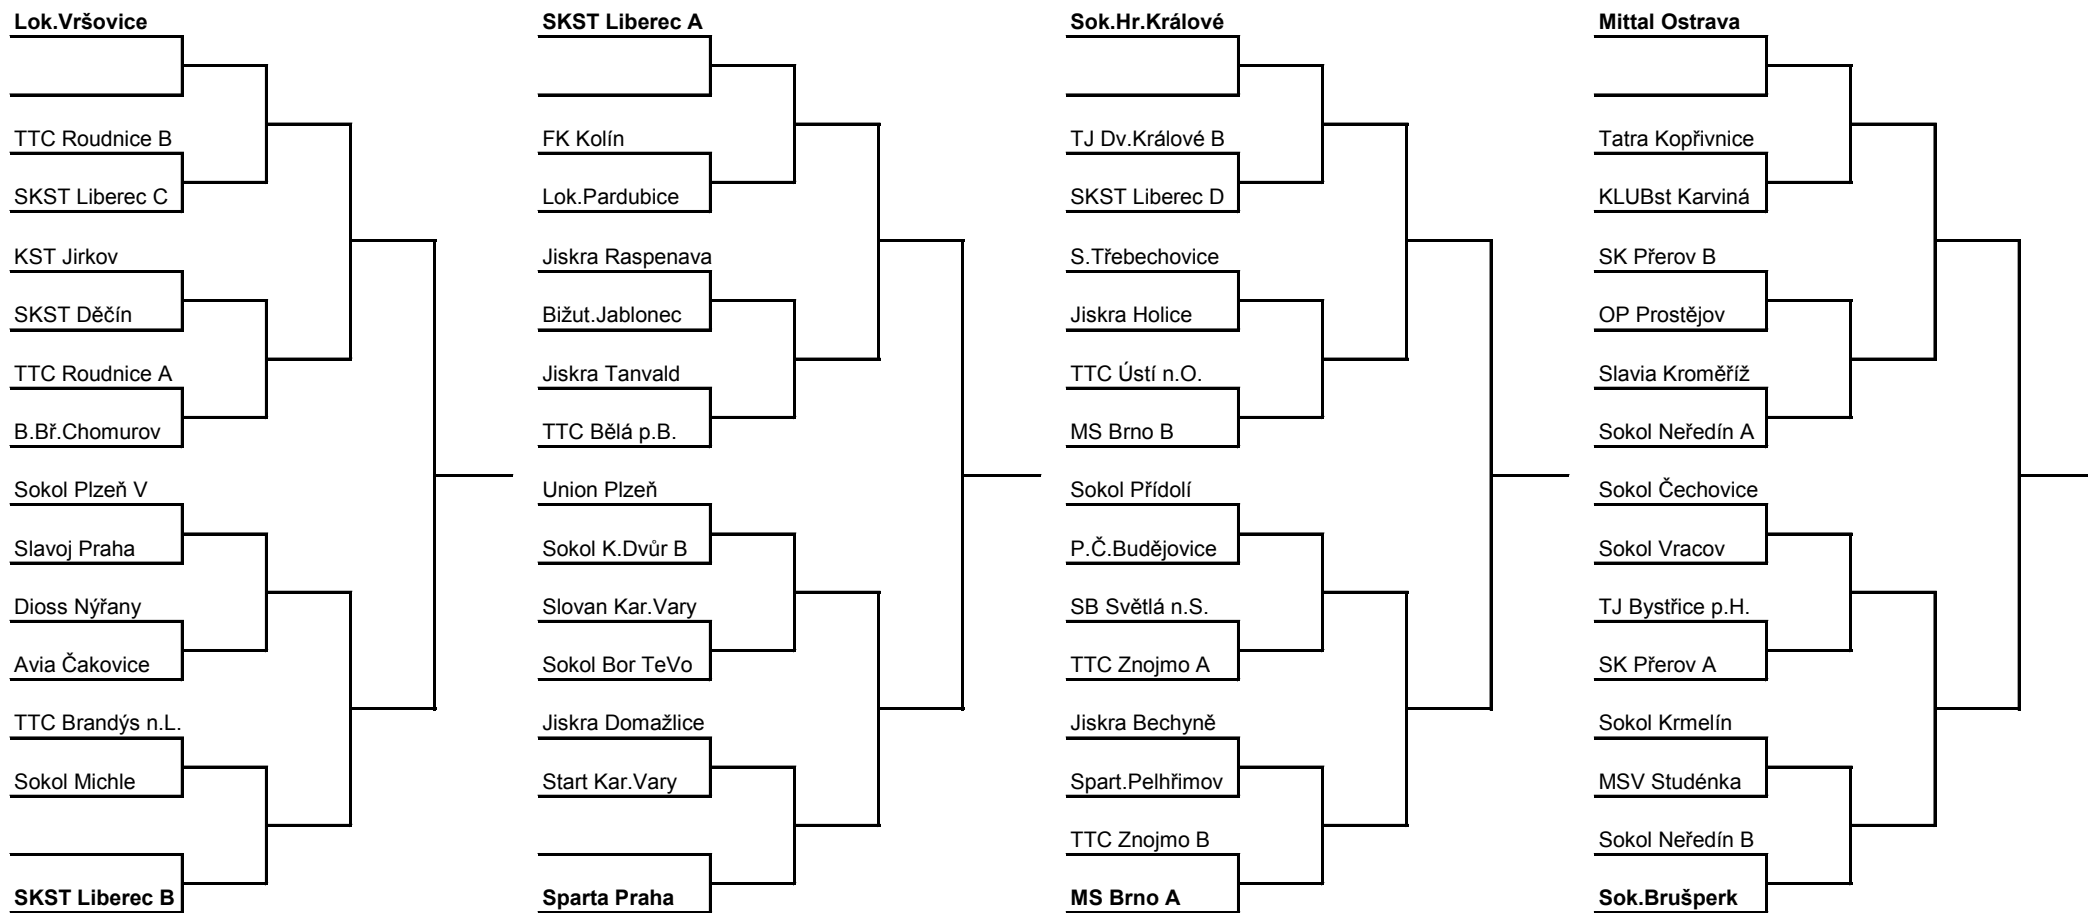 Lok.Vršovice
TTC Roudnice B
SKST Liberec C
KST Jirkov
SKST Děčín
TTC Roudnice A
B.Bř.Chomurov
Sokol Plzeň V
Slavoj Praha
Dioss Nýřany
Avia Čakovice
TTC Brandýs n.L.
Sokol Michle
SKST Liberec B
SKST Liberec A
FK Kolín
Lok.Pardubice
Jiskra Raspenava
Bižut.Jablonec
Jiskra Tanvald
TTC Bělá p.B.
Union Plzeň
Sokol K.Dvůr B
Slovan Kar.Vary
Sokol Bor TeVo
Jiskra Domažlice
Start Kar.Vary
Sparta Praha
Sok.Hr.Králové
TJ Dv.Králové B
SKST Liberec D
S.Třebechovice
Jiskra Holice
TTC Ústí n.O.
MS Brno B
Sokol Přídolí
P.Č.Budějovice
SB Světlá n.S.
TTC Znojmo A
Jiskra Bechyně
Spart.Pelhřimov
TTC Znojmo B
MS Brno A
Mittal Ostrava
Tatra Kopřivnice
KLUBst Karviná
SK Přerov B
OP Prostějov
Slavia Kroměříž
Sokol Neředín A
Sokol Čechovice
Sokol Vracov
TJ Bystřice p.H.
SK Přerov A
Sokol Krmelín
MSV Studénka
Sokol Neředín B
Sok.Brušperk